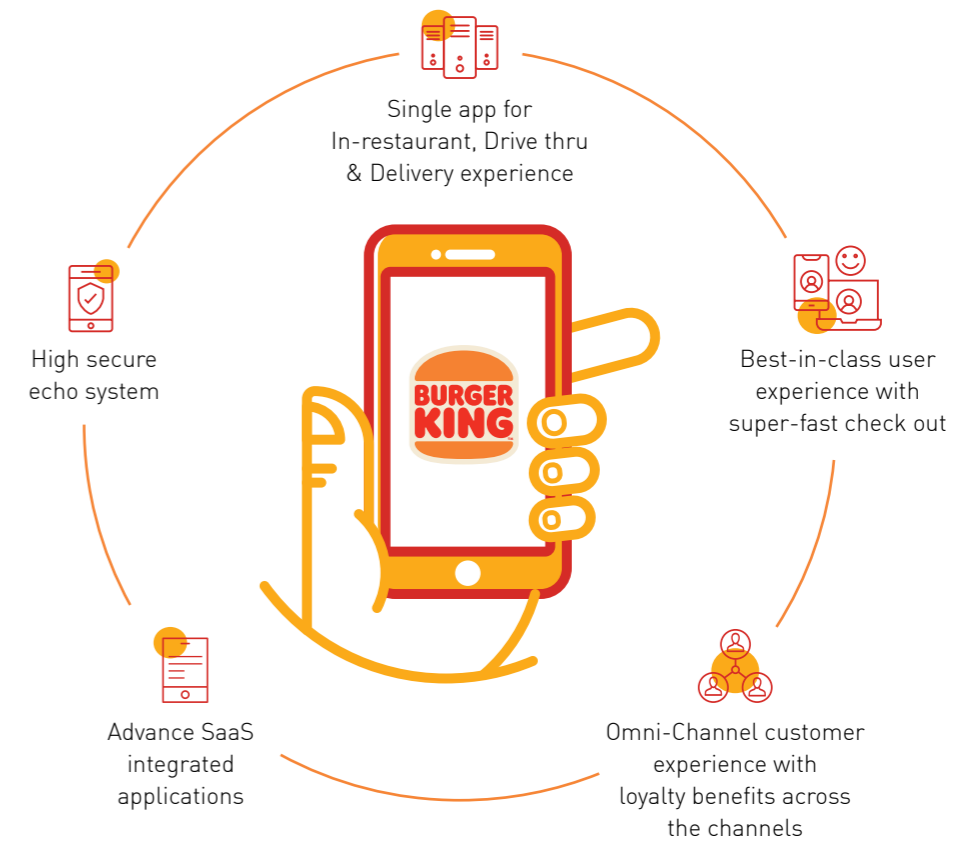 Single app for
In-restaurant, Drive thru
& Delivery experience
High secure
echo system
Best-in-class user
experience with
super-fast check out
BURGER
KING
TM
Advance SaaS
integrated
applications
Omni-Channel customer
experience with
loyalty benefits across
the channels